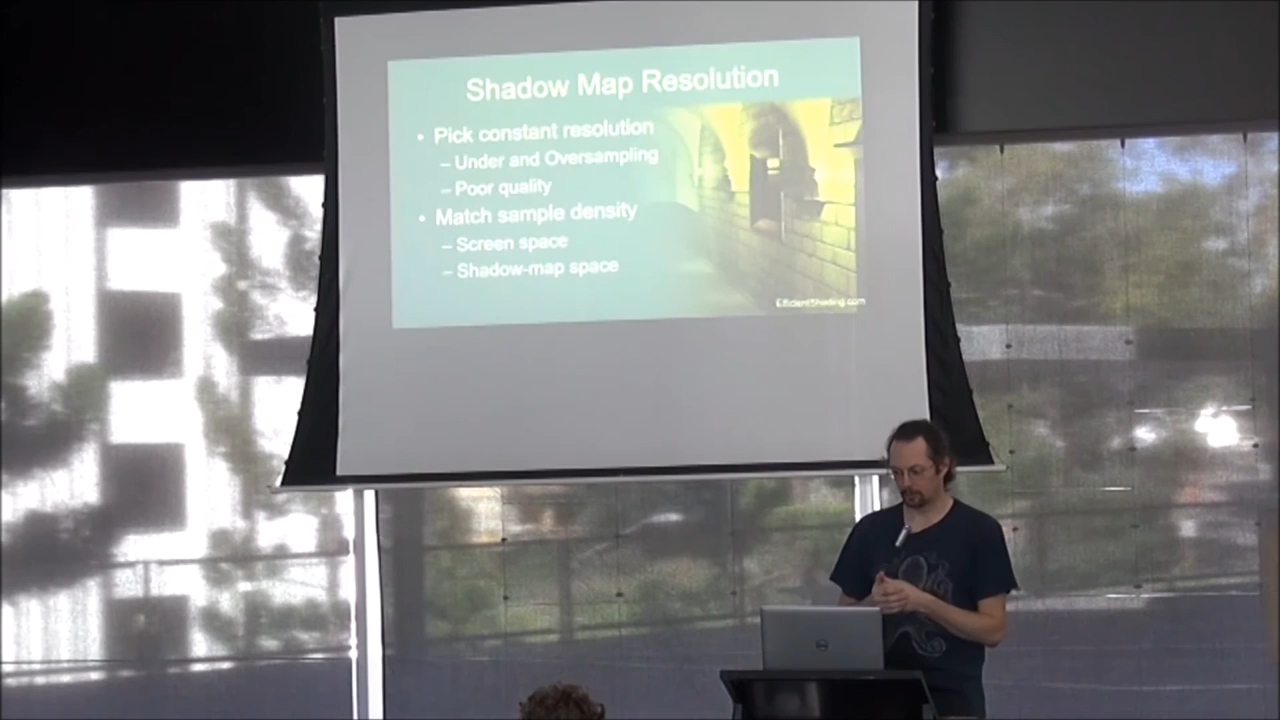 Shadow Map Resolution
• Pick constant resolution
– Under and Oversampling
– Poor quality
• Match sample density
– Screen space
– Shadow-map space
EfficientShading.com